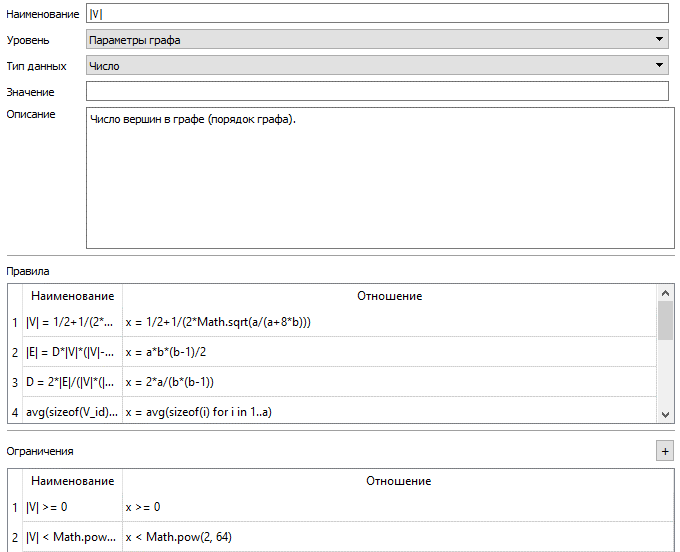 Наименование |V|
Уровень Параметры графа
Тип данных Число
Значение
Описание Число вершин в графе (порядок графа).
Правила
Наименование Отношение
1 |V| = 1/2+1/(2*... x = 1/2+1/(2*Math.sqrt(a/(a+8*b)))
2 |E| = D*|V|*(|V|-... x = a*b*(b-1)/2
3 D = 2*|E|/(|V|*(|... x = 2*a/(b*(b-1))
4 avg(sizeof(V_id)... x = avg(sizeof(i) for i in 1..a)
Ограничения +
Наименование Отношение
1 |V| >= 0 x >= 0
2 |V| < Math.pow... x < Math.pow(2, 64)